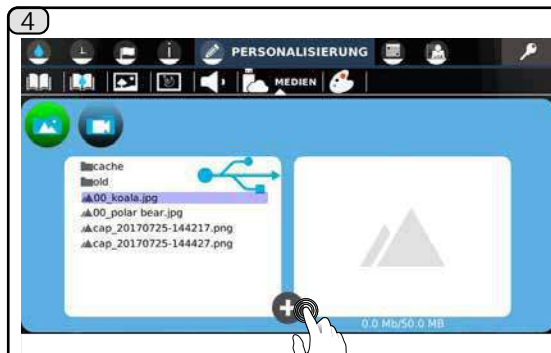 4
PERSONALISIERUNG
MEDIEN
cache
old
00_koala.jpg
00_polar bear.jpg
cap_20170725-144217.png
cap_20170725-144427.png
0.0 Mb/50.0 MB